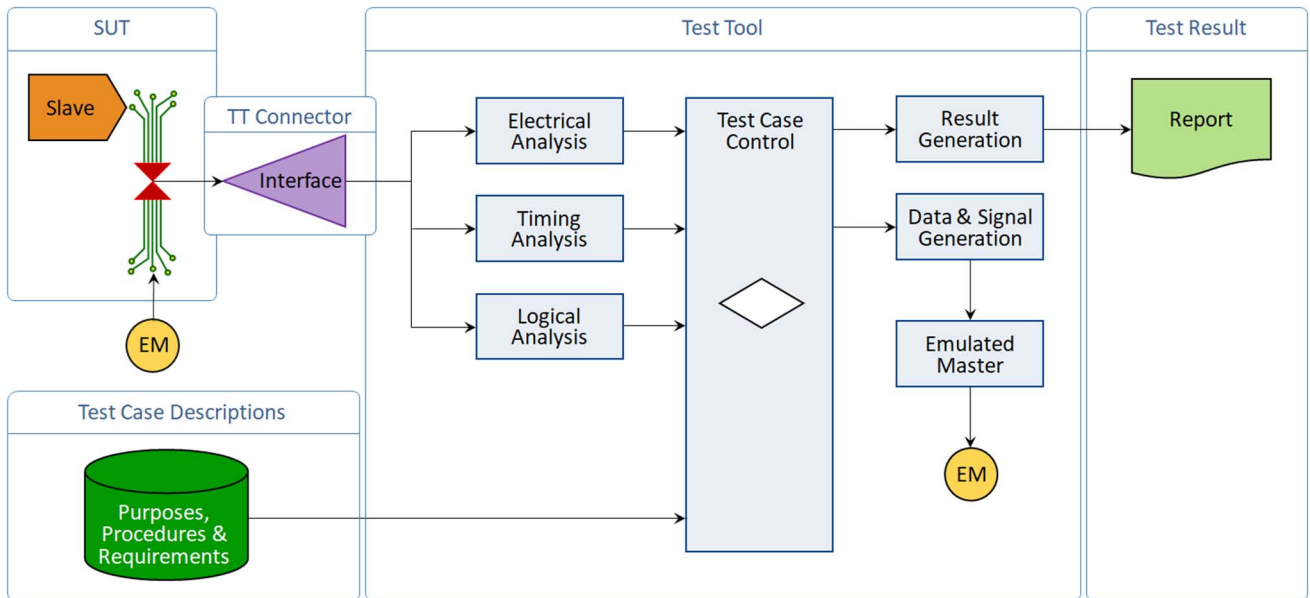 SUT
Test Tool
Test Result
Slave
TT Connector
Interface
Electrical
Analysis
Timing
Analysis
Logical
Analysis
Test Case
Control
Result
Generation
Data & Signal
Generation
Emulated
Master
EM
Report
EM
Test Case Descriptions
Purposes,
Procedures &
Requirements